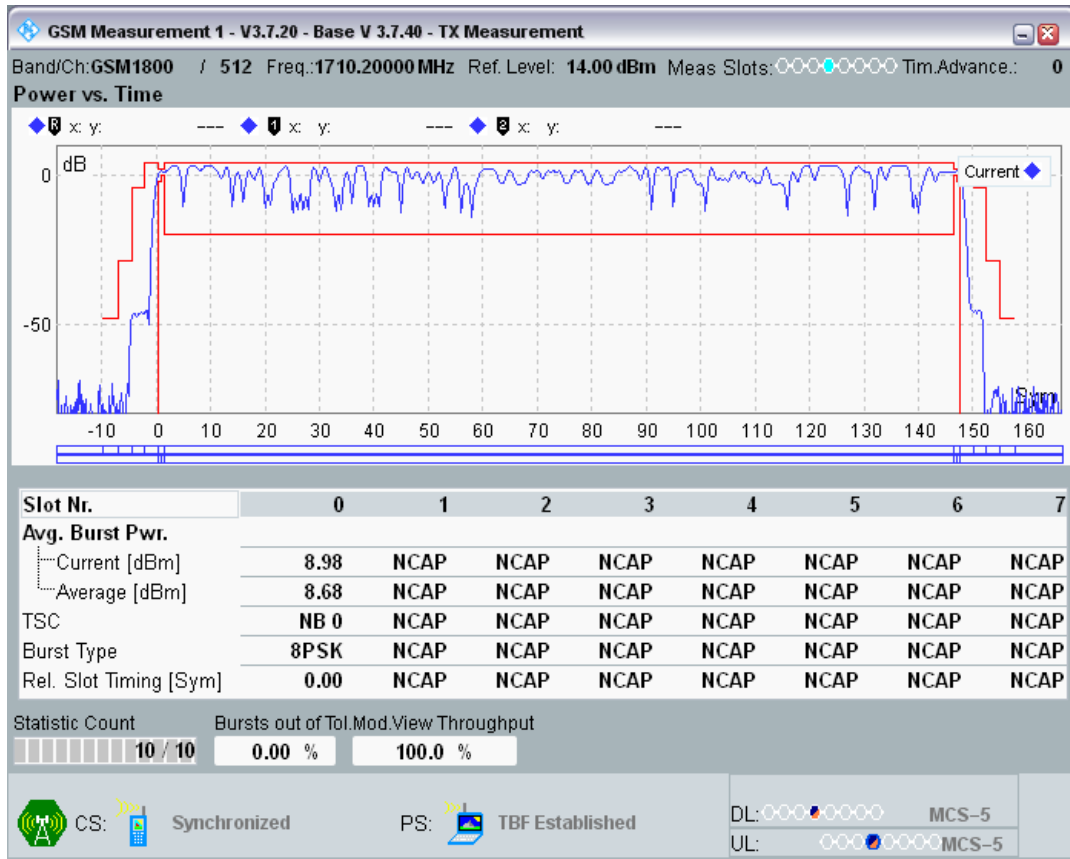 GSM Measurement 1 - V3.7.20 - Base V 3.7.40 - TX Measurement
Band/Ch:GSM1800 / 512 Freq.:1710.20000 MHz Ref. Level: 14.00 dBm Meas Slots: Tim.Advance.: 0
Power vs. Time
R x: y: --- 1 x: y: --- 2 x: y: ---
dB
Current
0
-50
Sym
-10 0 10 20 30 40 50 60 70 80 90 100 110 120 130 140 150 160
Slot Nr. 0 1 2 3 4 5 6 7
Avg. Burst Pwr.
Current [dBm] 8.98 NCAP NCAP NCAP NCAP NCAP NCAP NCAP
Average [dBm] 8.68 NCAP NCAP NCAP NCAP NCAP NCAP NCAP
TSC NB 0 NCAP NCAP NCAP NCAP NCAP NCAP NCAP
Burst Type 8PSK NCAP NCAP NCAP NCAP NCAP NCAP NCAP
Rel. Slot Timing [Sym] 0.00 NCAP NCAP NCAP NCAP NCAP NCAP NCAP
Statistic Count Bursts out of Tol. Mod.View Throughput
10 / 10 0.00 % 100.0 %
CS: Synchronized PS: TBF Established DL: MCS-5
UL: MCS-5